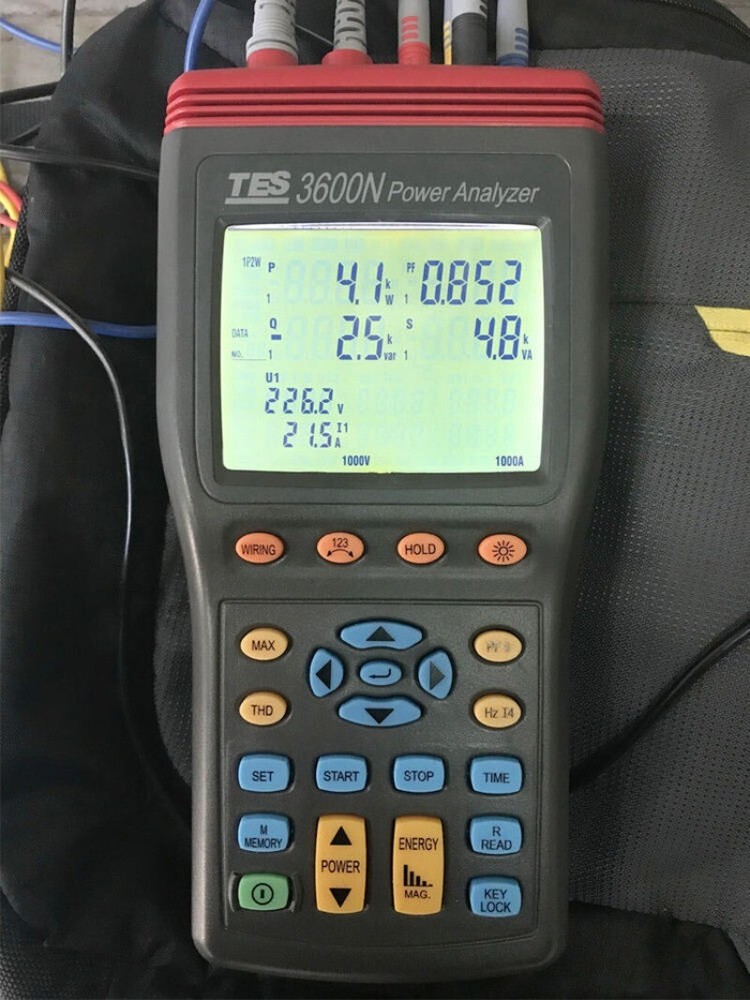 TES 3600N Power Analyzer
1P2W P 4.1 kW PF 0.852
1 1
DATA Q - 2.5 kvar S 4.8 kVA
NO. 1 1
U1
226.2 V
21.5 A I1
1000V 1000A
WIRING 123 HOLD
MAX
THD Hz I4
SET START STOP TIME
M MEMORY POWER ENERGY MAG. R READ
KEY LOCK